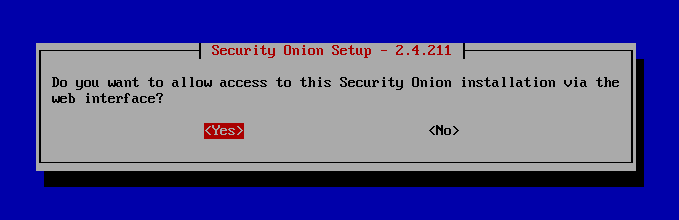 Security Onion Setup - 2.4.211
Do you want to allow access to this Security Onion installation via the
web interface?
<Yes> <No>